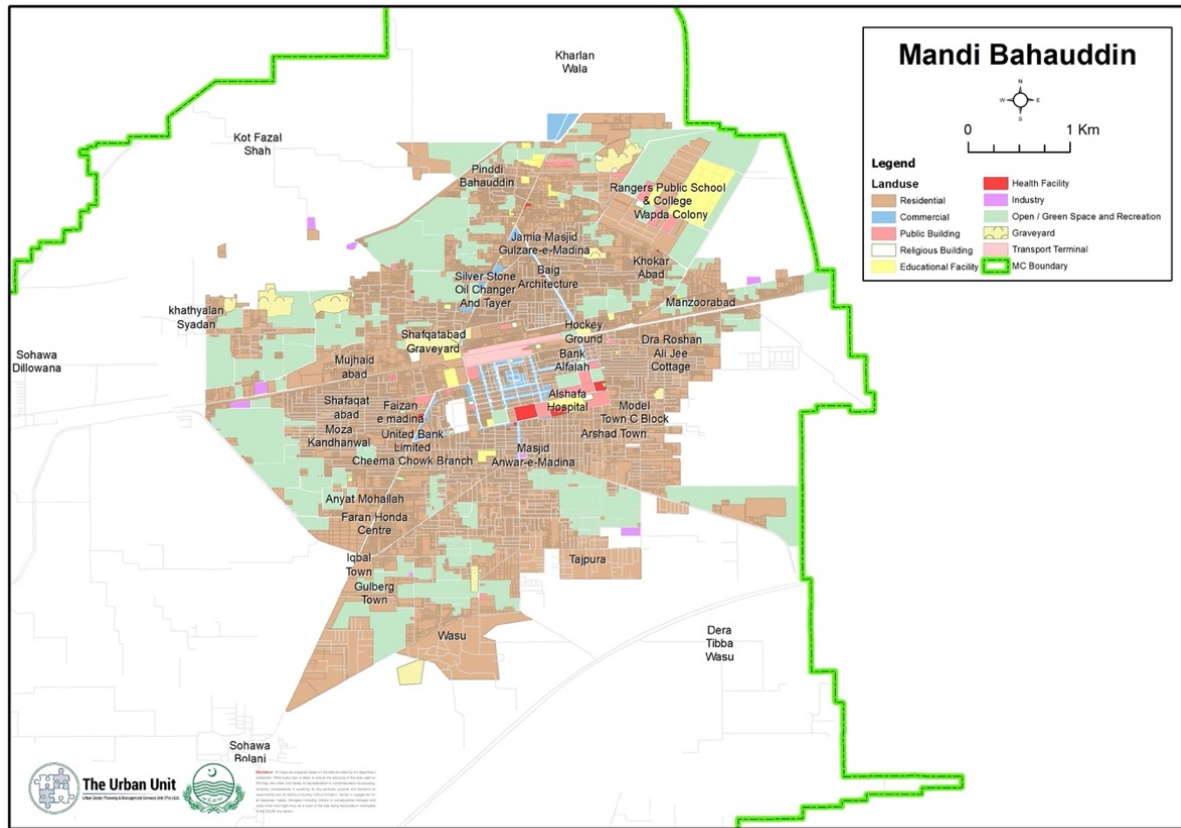 Mandi Bahauddin
N
W E
S
0 1 Km
Legend
Landuse
Residential
Commercial
Public Building
Religious Building
Educational Facility
Health Facility
Industry
Open / Green Space and Recreation
Graveyard
Transport Terminal
MC Boundary
Kharlan
Wala
Kot Fazal
Shah
Pinddi
Bahauddin
Rangers Public School
& College
Wapda Colony
Jamia Masjid
Gulzare-e-Madina
Baig
Architecture
Khokar
Abad
Silver Stone
Oil Changer
And Tayer
Manzoorabad
khathyalan
Syadan
Shafqatabad
Graveyard
Hockey
Ground
Sohawa
Dillowana
Mujhaid
abad
Bank
Alfalah
Dra Roshan
Ali Jee
Cottage
Shafaqat
abad
Moza
Kandhanwal
Faizan
e madina
Alshafa
Hospital
Model
Town C Block
United Bank
Limited
Cheema Chowk Branch
Arshad Town
Masjid
Anwar-e-Madina
Anyat Mohallah
Faran Honda
Centre
Iqbal
Town
Tajpura
Gulberg
Town
Wasu
Dera
Tibba
Wasu
Sohawa
Bolani
The Urban Unit